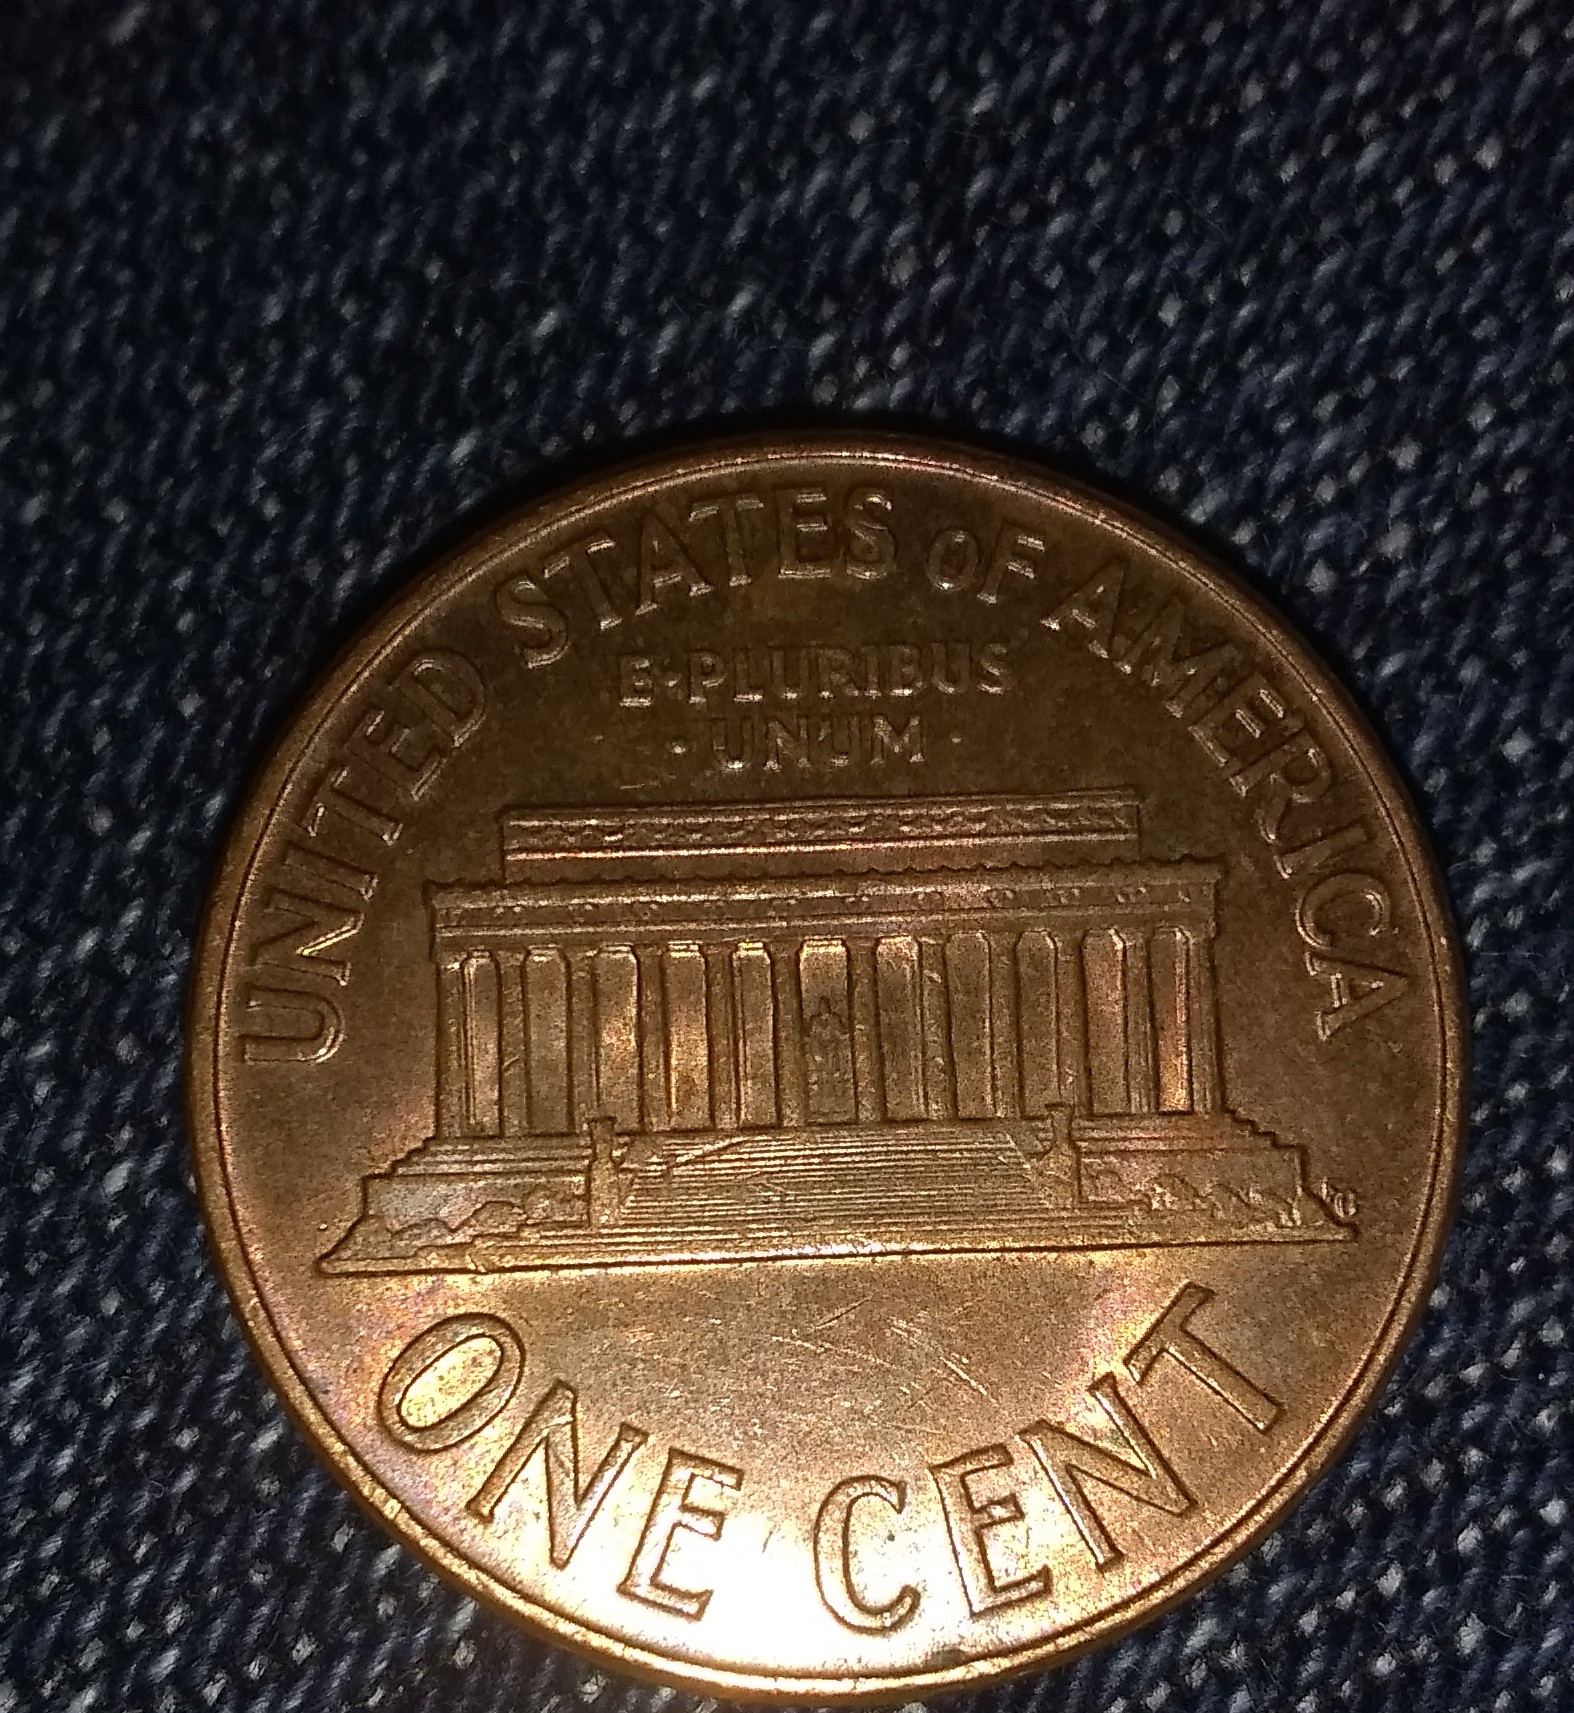 UNITED STATES OF AMERICA
E·PLURIBUS
·UNUM·
ONE CENT